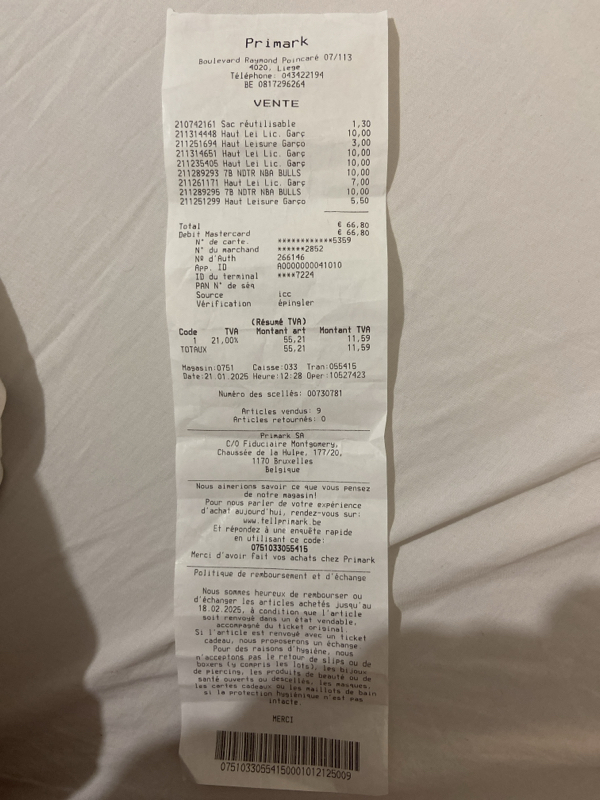 Primark
Boulevard Raymond Poincaré 07/113
4020, Liege
Téléphone: 043422194
BE 0817296264
VENTE
210742161 Sac réutilisable 1,30
211314448 Haut Lei Lic. Garç 10,00
211251694 Haut Leisure Garço 3,00
211314651 Haut Lei Lic. Garç 10,00
211235405 Haut Lei Lic. Garç 10,00
211289293 7B NDTR NBA BULLS 10,00
211261171 Haut Lei Lic. Garç 7,00
211289295 7B NDTR NBA BULLS 10,00
211251299 Haut Leisure Garço 5,50
Total € 66,80
Debit Mastercard € 66,80
N° de carte. ************5359
N° du marchand ******2852
Nº d'Auth 266146
App. ID A0000000041010
ID du terminal ****7224
PAN N° de séq
Source icc
Vérification épingler
(Résumé TVA)
Code TVA Montant art Montant TVA
1 21,00% 55,21 11,59
TOTAUX 55,21 11,59
Magasin:0751 Caisse:033 Tran:055415
Date:21.01.2025 Heure:12:28 Oper:10527423
Numéro des scellés: 00730781
Articles vendus: 9
Articles retournés: 0
Primark SA
C/O Fiduciaire Montgomery,
Chaussée de la Hulpe, 177/20,
1170 Bruxelles
Belgique
Nous aimerions savoir ce que vous pensez
de notre magasin!
Pour nous parler de votre expérience
d'achat aujourd'hui, rendez-vous sur:
www.tellprimark.be
Et répondez à une enquête rapide
en utilisant ce code:
0751033055415
Merci d'avoir fait vos achats chez Primark
Politique de remboursement et d'échange
Nous sommes heureux de rembourser ou
d'échanger les articles achetés jusqu'au
18.02.2025, à condition que l'article
soit renvoyé dans un état vendable,
accompagné du ticket original.
Si l'article est renvoyé avec un ticket
cadeau, nous proposerons un échange
Pour des raisons d'hygiène, nous
n'acceptons pas le retour de slips ou de
boxers (y compris les lots), les bijoux
de piercing, les produits de beauté ou de
santé ouverts ou descellés, les masques,
les cartes cadeaux ou les maillots de bain
si la protection hygiénique n'est pas
intacte.
MERCI
07510330554150001012125009